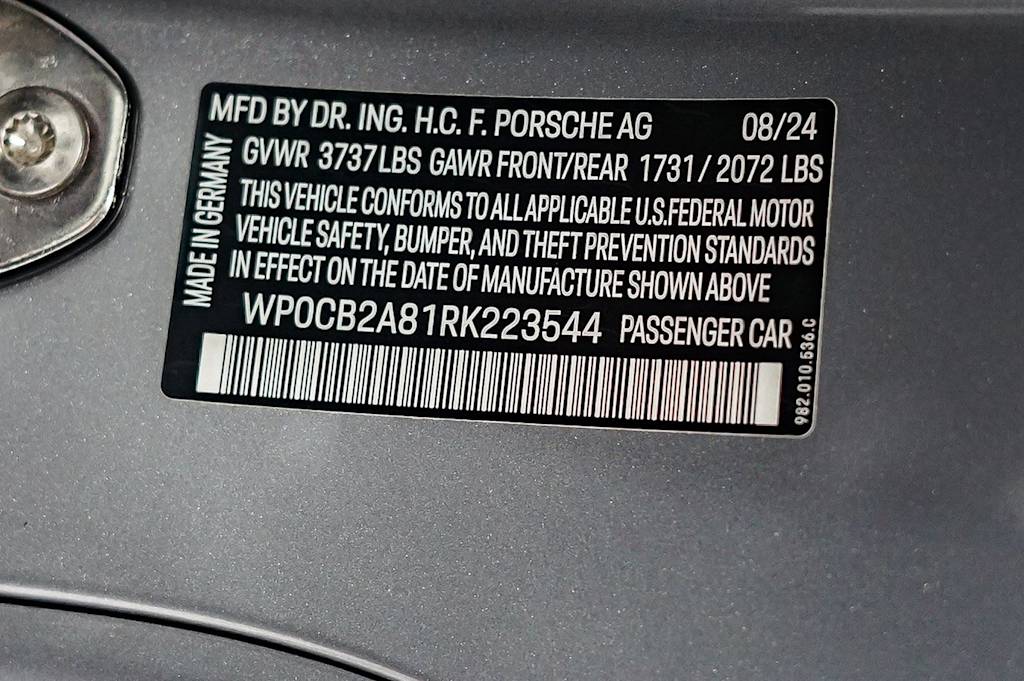 MFD BY DR. ING. H.C. F. PORSCHE AG 08/24
GVWR 3737 LBS GAWR FRONT/REAR 1731 / 2072 LBS
THIS VEHICLE CONFORMS TO ALL APPLICABLE U.S.FEDERAL MOTOR
VEHICLE SAFETY, BUMPER, AND THEFT PREVENTION STANDARDS
IN EFFECT ON THE DATE OF MANUFACTURE SHOWN ABOVE
WP0CB2A81RK223544 PASSENGER CAR
MADE IN GERMANY
982.010.536.C